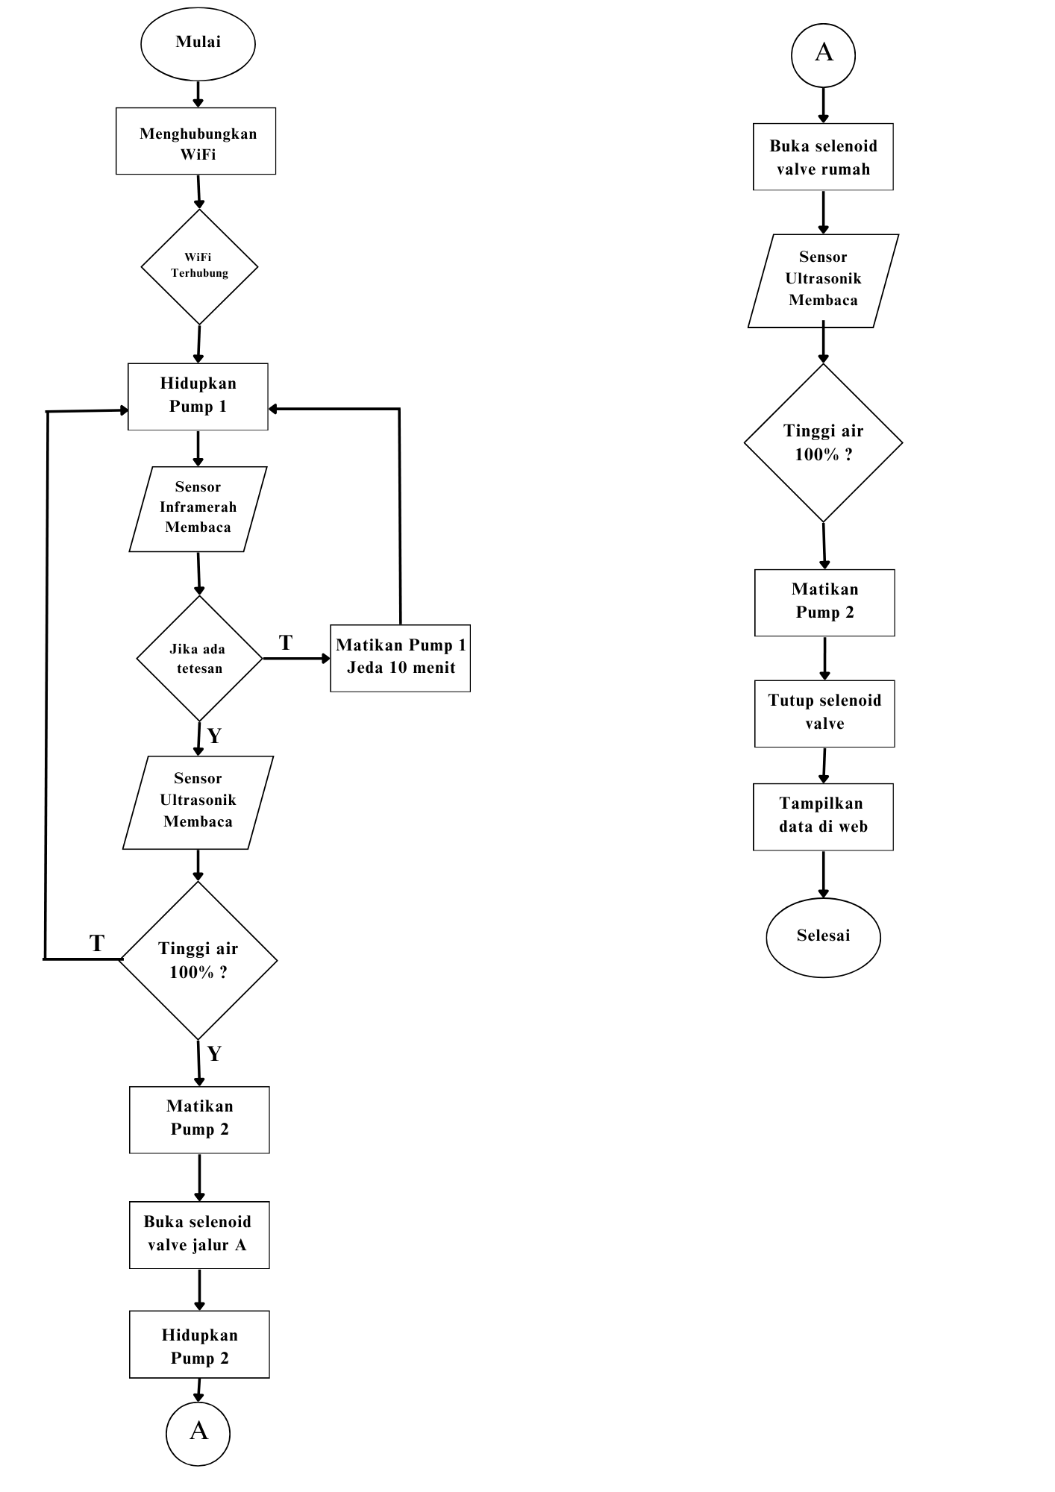 Mulai
Menghubungkan
WiFi
WiFi
Terhubung
Hidupkan
Pump 1
Sensor
Inframerah
Membaca
Jika ada
tetesan
T
Matikan Pump 1
Jeda 10 menit
Y
Sensor
Ultrasonik
Membaca
T
Tinggi air
100% ?
Y
Matikan
Pump 2
Buka selenoid
valve jalur A
Hidupkan
Pump 2
A
A
Buka selenoid
valve rumah
Sensor
Ultrasonik
Membaca
Tinggi air
100% ?
Matikan
Pump 2
Tutup selenoid
valve
Tampilkan
data di web
Selesai